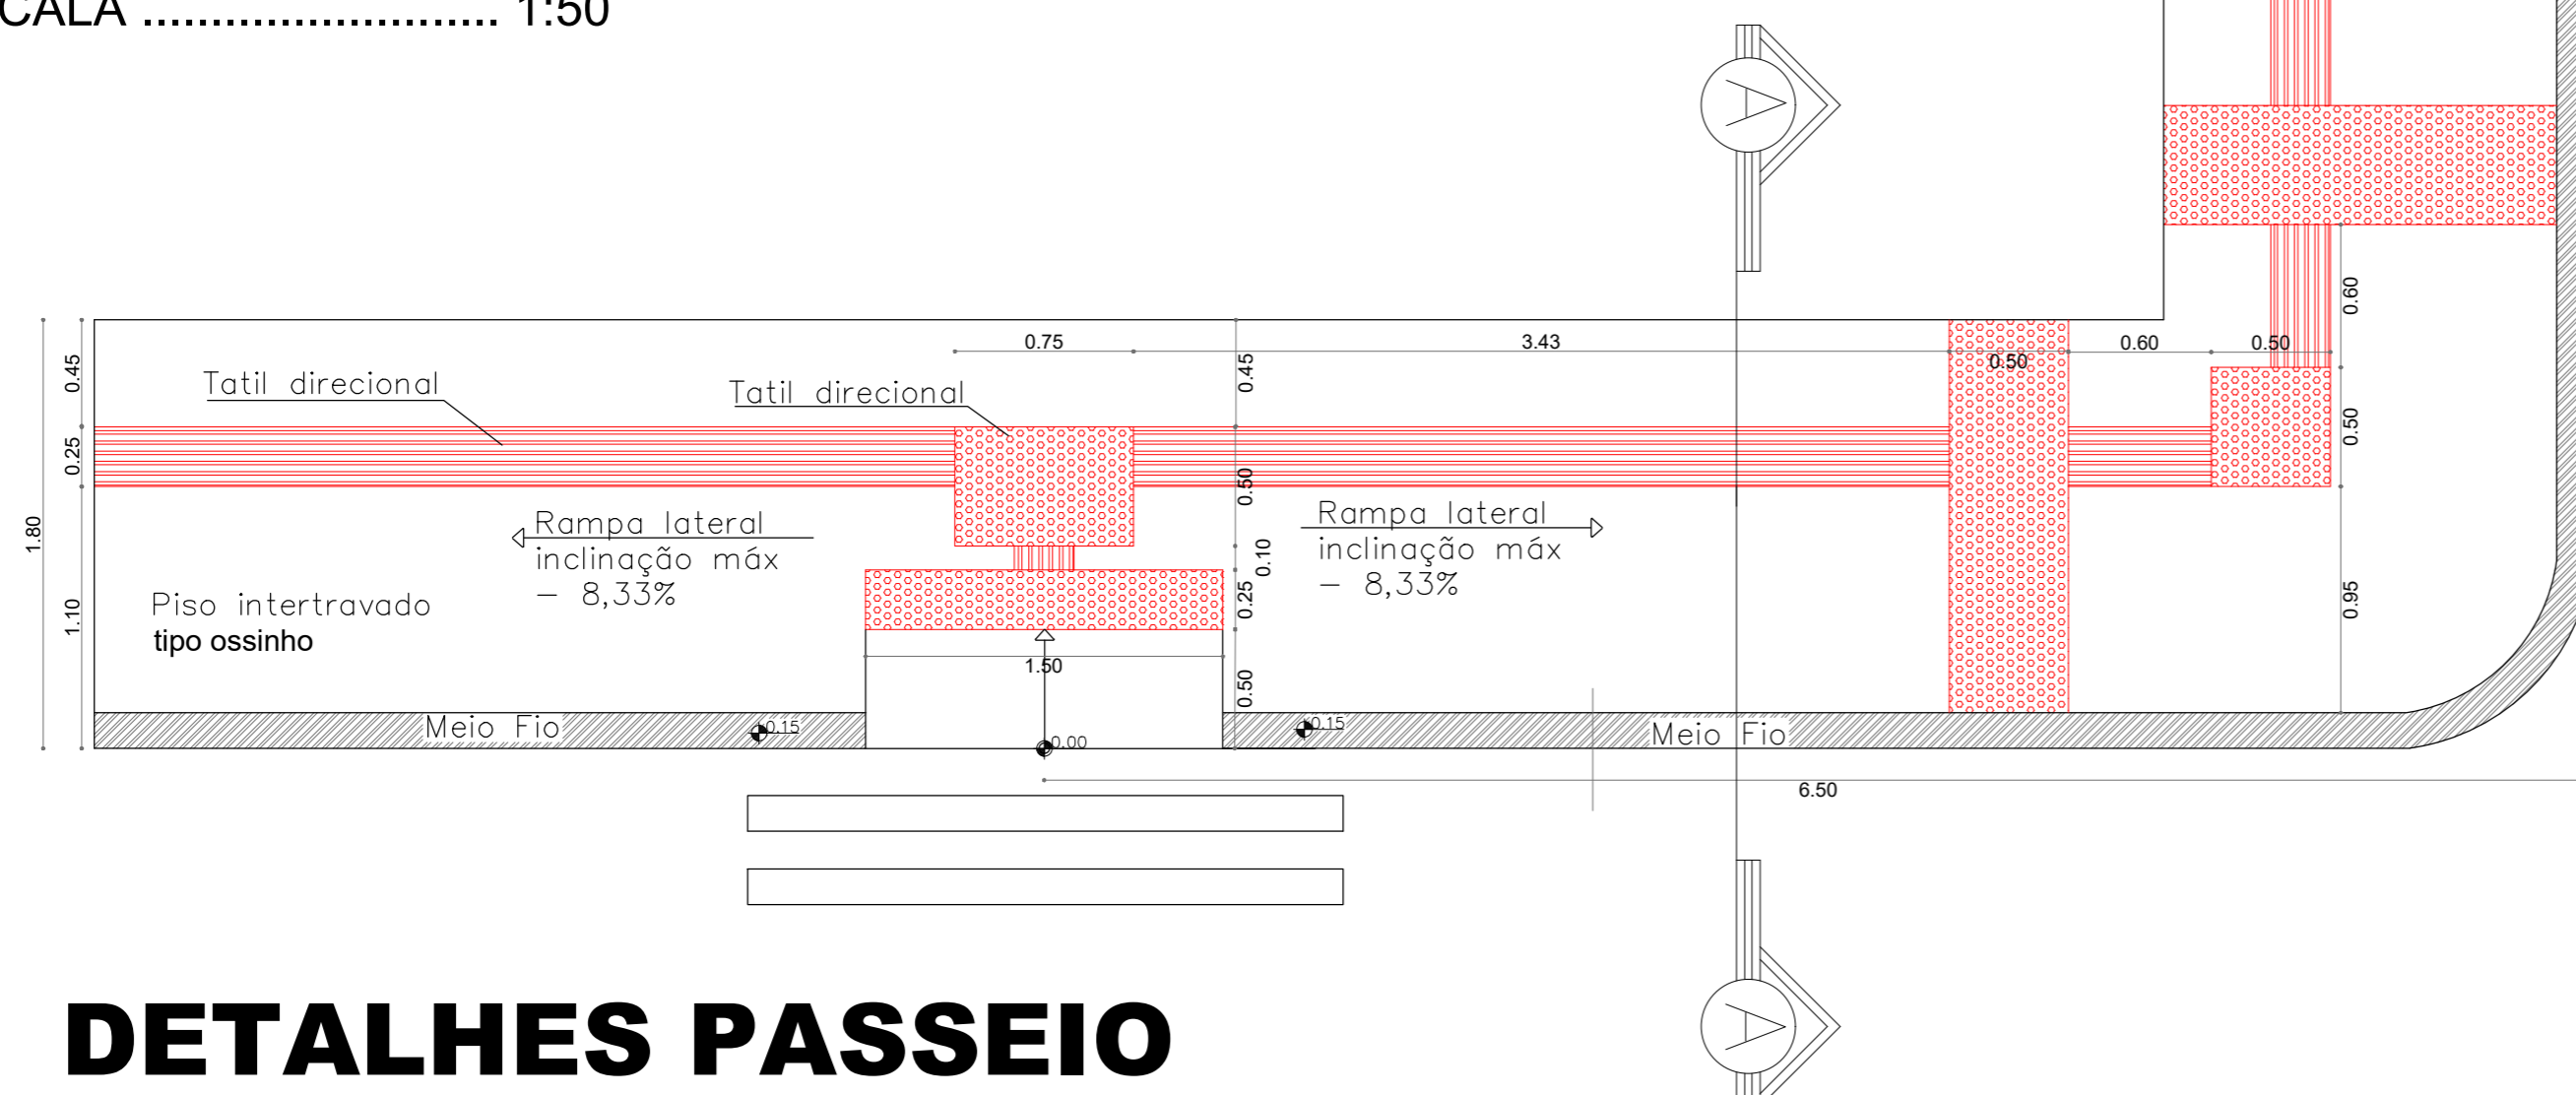 CALA ........................... 1:50
A
0.60
0.75
3.43
0.50
0.60
0.50
0.45
0.45
Tatil direcional
Tatil direcional
0.25
0.50
0.50
1.80
Rampa lateral
inclinação máx
– 8,33%
Rampa lateral
inclinação máx
– 8,33%
0.10
0.25
0.95
1.10
Piso intertravado
tipo ossinho
1.50
0.50
Meio Fio
0.15
0.00
0.15
Meio Fio
6.50
A
DETALHES PASSEIO